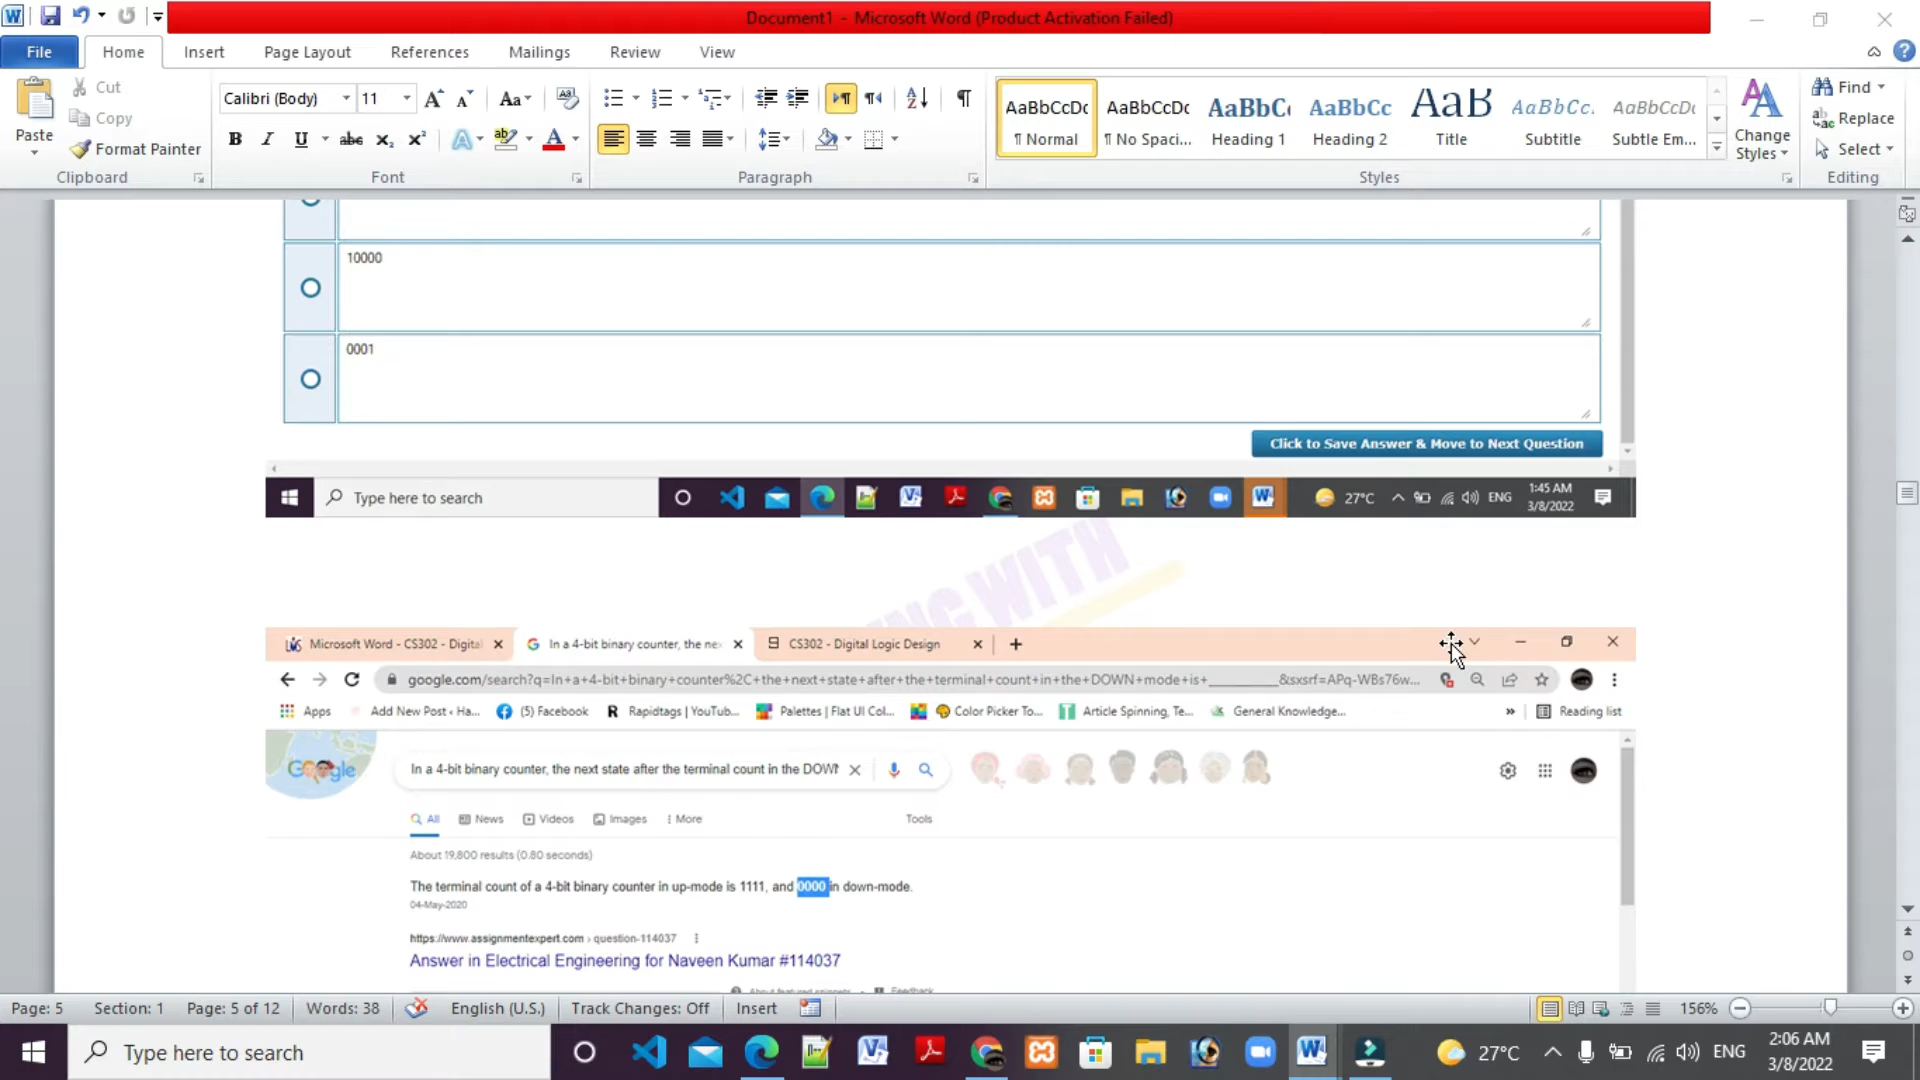 Document1 - Microsoft Word (Product Activation Failed)
File Home Insert Page Layout References Mailings Review View
Paste
Cut
Copy
Format Painter
Clipboard
Calibri (Body) 11
Font
Paragraph
AaBbCcDc AaBbCcDc AaBbC AaBbCc AaB AaBbCc. AaBbCcDc
¶ Normal ¶ No Spaci... Heading 1 Heading 2 Title Subtitle Subtle Em...
Styles
Change Styles
Find
Replace
Select
Editing
10000
0001
Click to Save Answer & Move to Next Question
Type here to search 27°C ENG 1:45 AM
3/8/2022
NG WITH
Microsoft Word - CS302 - Digital In a 4-bit binary counter, the nex CS302 - Digital Logic Design
google.com/search?q=In+a+4-bit+binary+counter%2C+the+next+state+after+the+terminal+count+in+the+DOWN+mode+is+__________&sxsrf=APq-WBs76w...
Apps Add New Post ‹ Ha... (5) Facebook Rapidtags | YouTub... Palettes | Flat UI Col... Color Picker To... Article Spinning, Te... General Knowledge... » Reading list
Google In a 4-bit binary counter, the next state after the terminal count in the DOWN
All News Videos Images More Tools
About 19,800 results (0.80 seconds)
The terminal count of a 4-bit binary counter in up-mode is 1111, and 0000 in down-mode.
04-May-2020
https://www.assignmentexpert.com › question-114037
Answer in Electrical Engineering for Naveen Kumar #114037
About featured snippets Feedback
Page: 5 Section: 1 Page: 5 of 12 Words: 38 English (U.S.) Track Changes: Off Insert 156%
Type here to search 27°C ENG 2:06 AM
3/8/2022